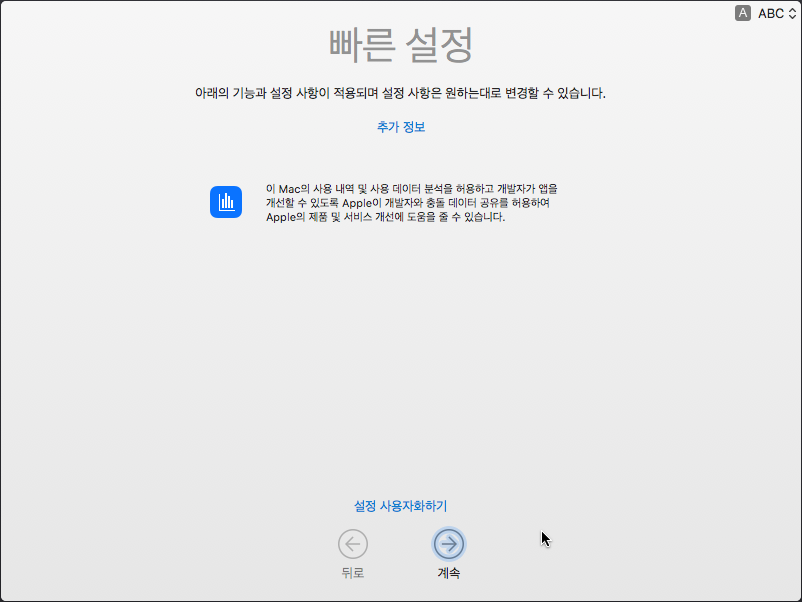 A ABC
빠른 설정
아래의 기능과 설정 사항이 적용되며 설정 사항은 원하는대로 변경할 수 있습니다.
추가 정보
이 Mac의 사용 내역 및 사용 데이터 분석을 허용하고 개발자가 앱을
개선할 수 있도록 Apple이 개발자와 충돌 데이터 공유를 허용하여
Apple의 제품 및 서비스 개선에 도움을 줄 수 있습니다.
설정 사용자화하기
뒤로 계속